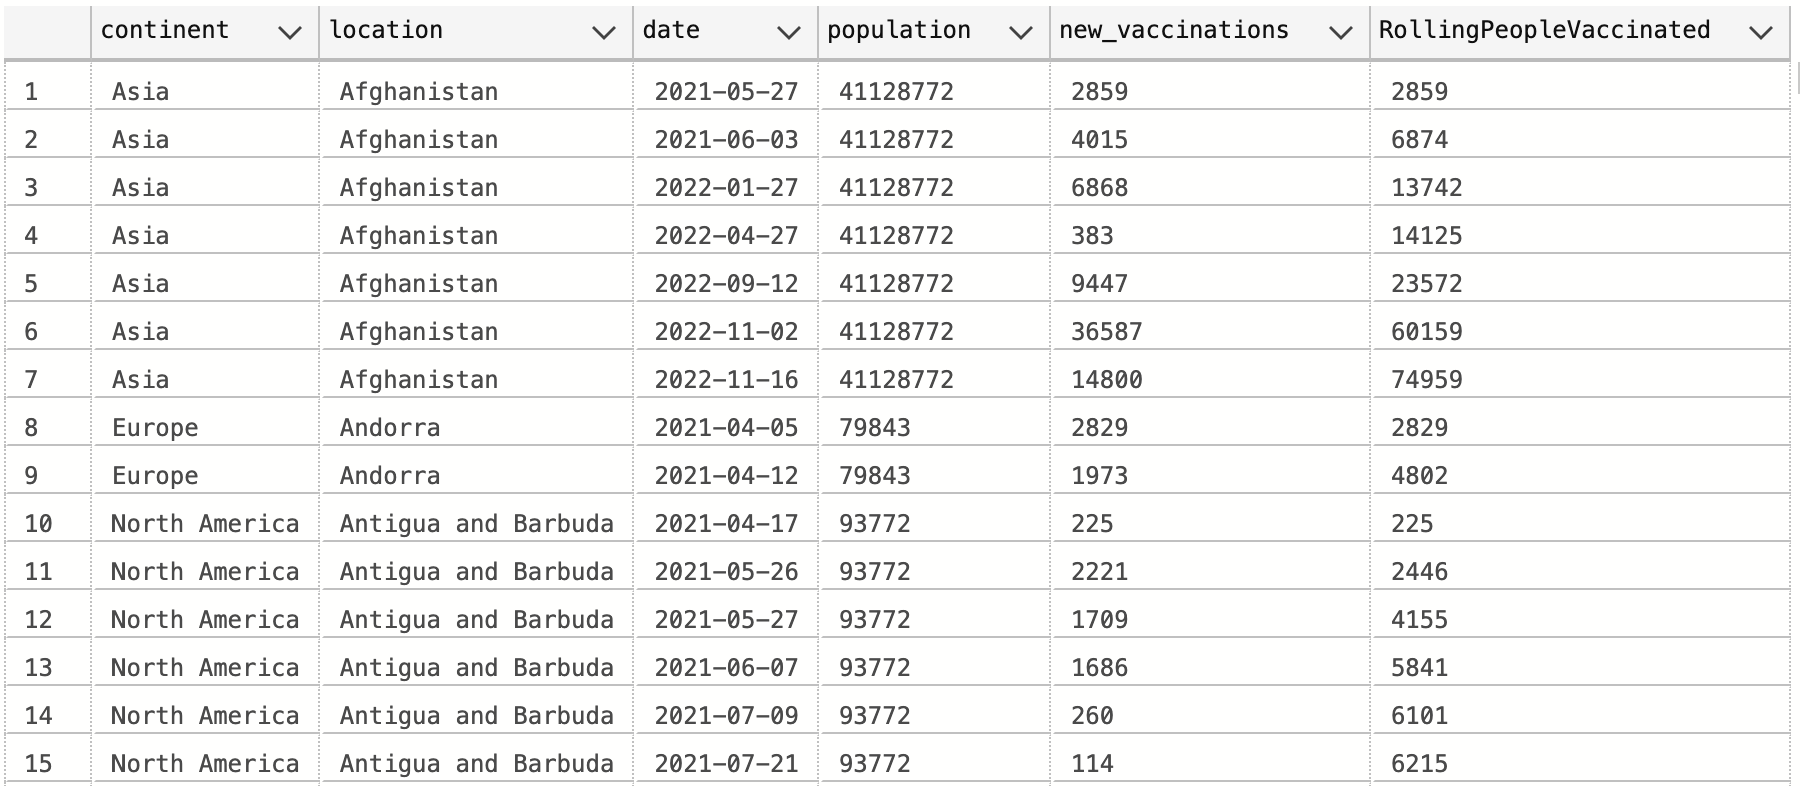 continent location date population new_vaccinations RollingPeopleVaccinated
1 Asia Afghanistan 2021-05-27 41128772 2859 2859
2 Asia Afghanistan 2021-06-03 41128772 4015 6874
3 Asia Afghanistan 2022-01-27 41128772 6868 13742
4 Asia Afghanistan 2022-04-27 41128772 383 14125
5 Asia Afghanistan 2022-09-12 41128772 9447 23572
6 Asia Afghanistan 2022-11-02 41128772 36587 60159
7 Asia Afghanistan 2022-11-16 41128772 14800 74959
8 Europe Andorra 2021-04-05 79843 2829 2829
9 Europe Andorra 2021-04-12 79843 1973 4802
10 North America Antigua and Barbuda 2021-04-17 93772 225 225
11 North America Antigua and Barbuda 2021-05-26 93772 2221 2446
12 North America Antigua and Barbuda 2021-05-27 93772 1709 4155
13 North America Antigua and Barbuda 2021-06-07 93772 1686 5841
14 North America Antigua and Barbuda 2021-07-09 93772 260 6101
15 North America Antigua and Barbuda 2021-07-21 93772 114 6215